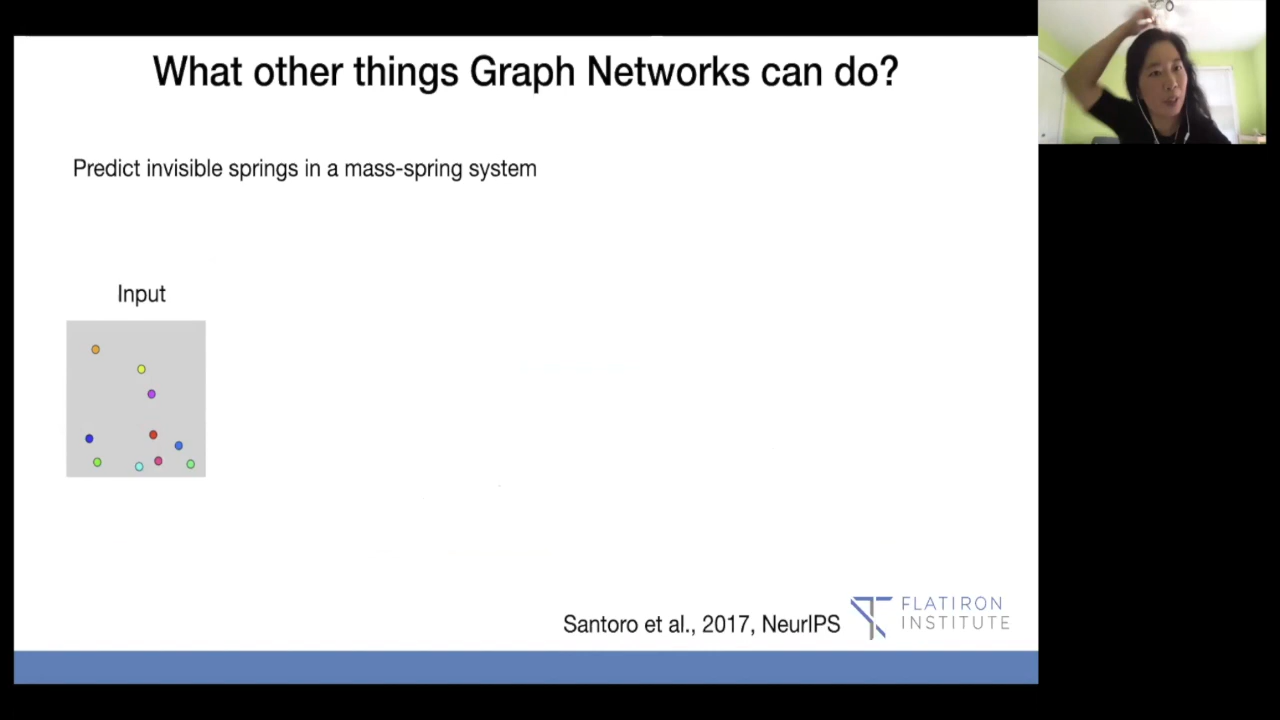 What other things Graph Networks can do?
Predict invisible springs in a mass-spring system
Input
Santoro et al., 2017, NeurIPS
FLATIRON
INSTITUTE